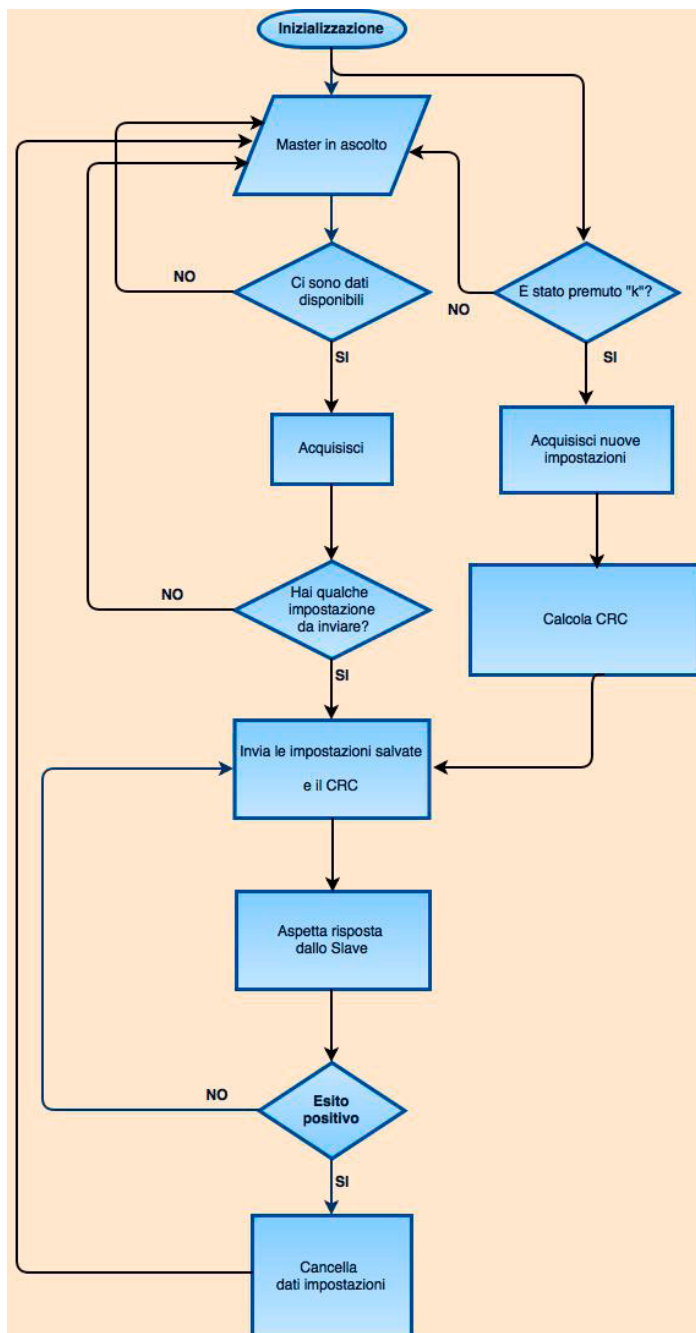 Inizializzazione
Master in ascolto
Ci sono dati
disponibili
NO
SI
È stato premuto "k"?
NO
SI
Acquisisci
Acquisisci nuove
impostazioni
Hai qualche
impostazione
da inviare?
NO
SI
Calcola CRC
Invia le impostazioni salvate
e il CRC
Aspetta risposta
dallo Slave
Esito
positivo
NO
SI
Cancella
dati impostazioni